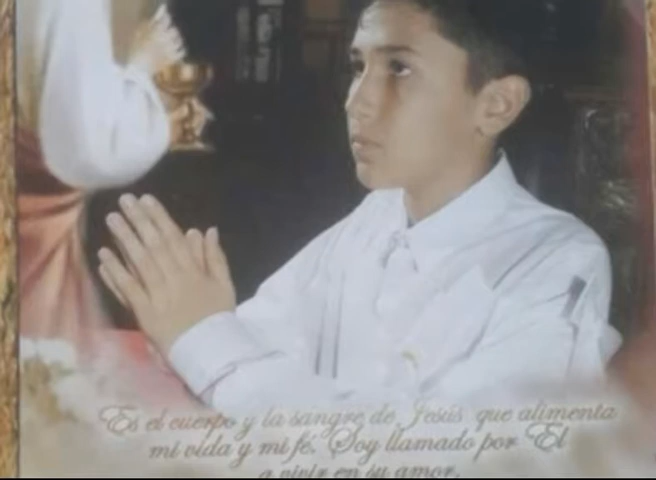 Es el cuerpo y la sangre de Jesús que alimenta
mi vida y mi fé. Soy llamado por El
a vivir en su amor.